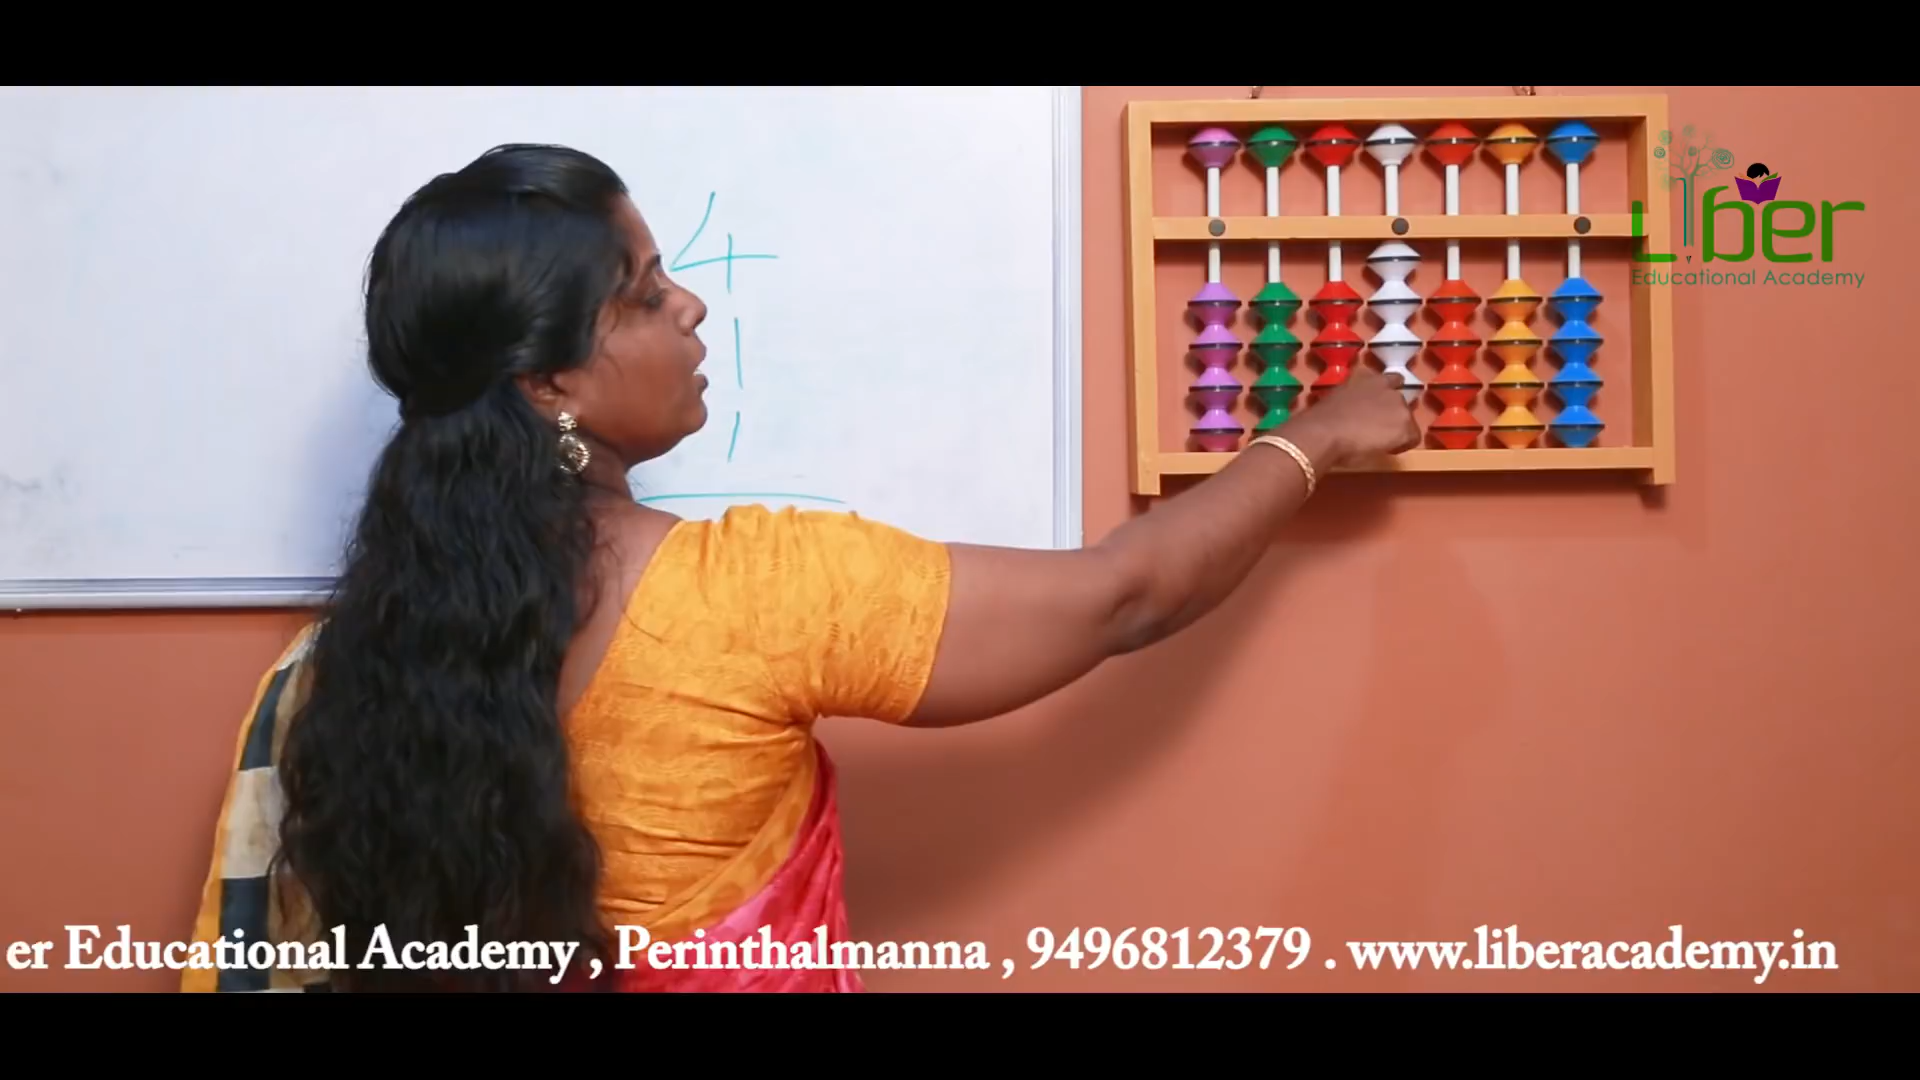 4
1
1
Liber
Educational Academy
er Educational Academy , Perinthalmanna , 9496812379 . www.liberacademy.in